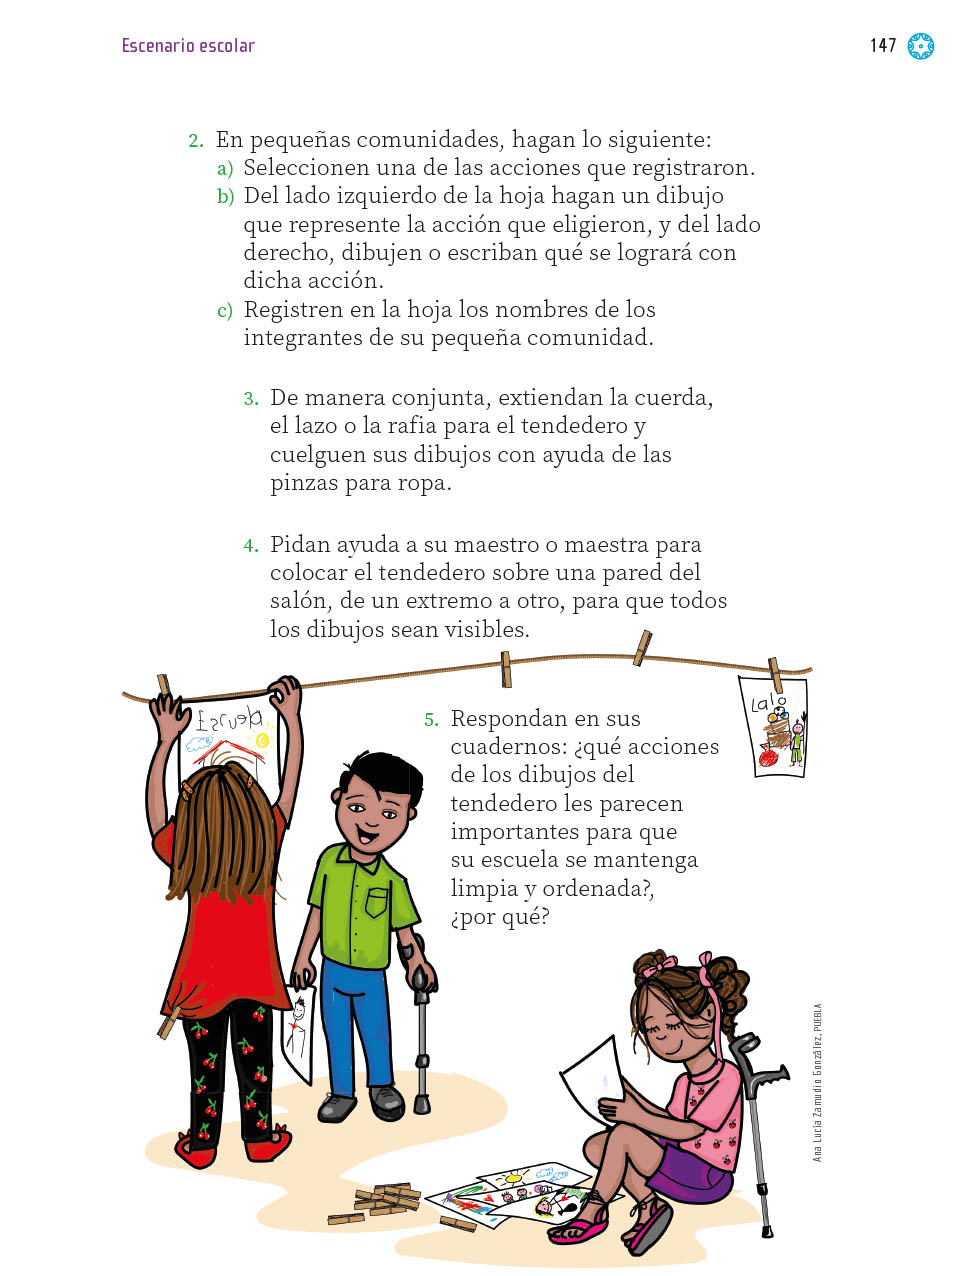 Escenario escolar
147
2. En pequeñas comunidades, hagan lo siguiente:
a) Seleccionen una de las acciones que registraron.
b) Del lado izquierdo de la hoja hagan un dibujo
que represente la acción que eligieron, y del lado
derecho, dibujen o escriban qué se logrará con
dicha acción.
c) Registren en la hoja los nombres de los
integrantes de su pequeña comunidad.
3. De manera conjunta, extiendan la cuerda,
el lazo o la rafia para el tendedero y
cuelguen sus dibujos con ayuda de las
pinzas para ropa.
4. Pidan ayuda a su maestro o maestra para
colocar el tendedero sobre una pared del
salón, de un extremo a otro, para que todos
los dibujos sean visibles.
Escuela
Lalo
5. Respondan en sus
cuadernos: ¿qué acciones
de los dibujos del
tendedero les parecen
importantes para que
su escuela se mantenga
limpia y ordenada?,
¿por qué?
Ana Lucía Zamudio González, PUEBLA